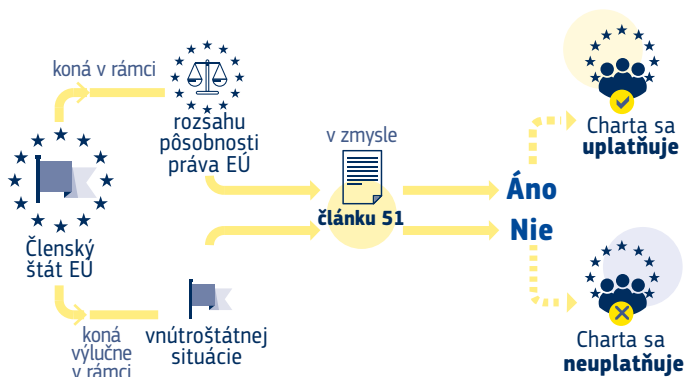 koná v rámci
rozsahu
pôsobnosti
práva EÚ
Členský
štát EÚ
koná
výlučne
v rámci
vnútroštátnej
situácie
v zmysle
článku 51
Áno
Nie
Charta sa
uplatňuje
Charta sa
neuplatňuje